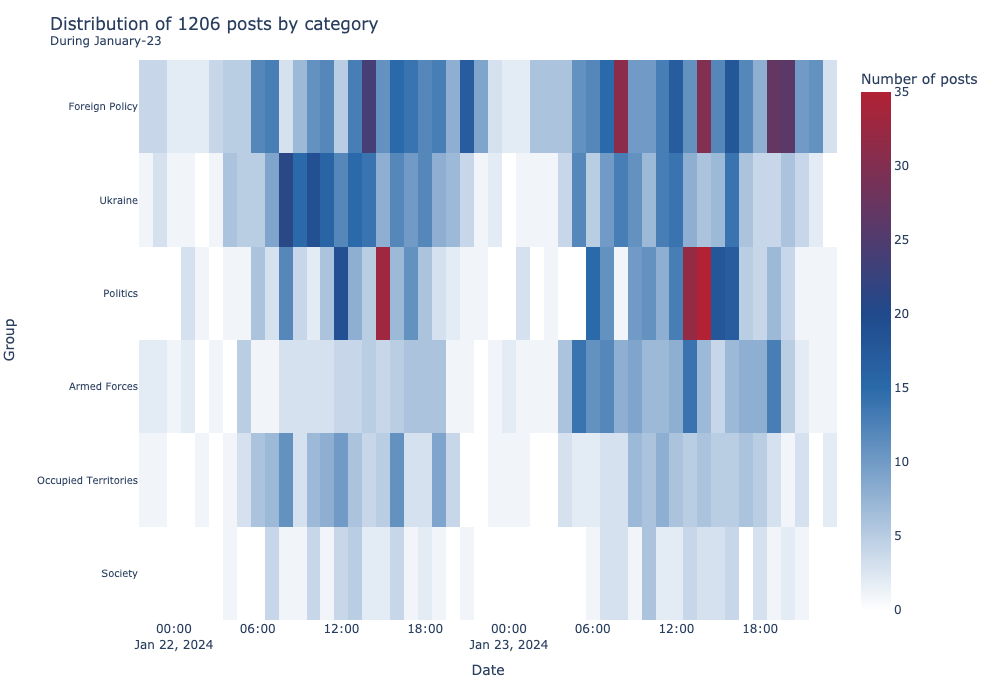 Distribution of 1206 posts by category
During January-23
Number of posts
35
30
25
20
15
10
5
0
Group
Foreign Policy
Ukraine
Politics
Armed Forces
Occupied Territories
Society
00:00 06:00 12:00 18:00 00:00 06:00 12:00 18:00
Jan 22, 2024 Jan 23, 2024
Date